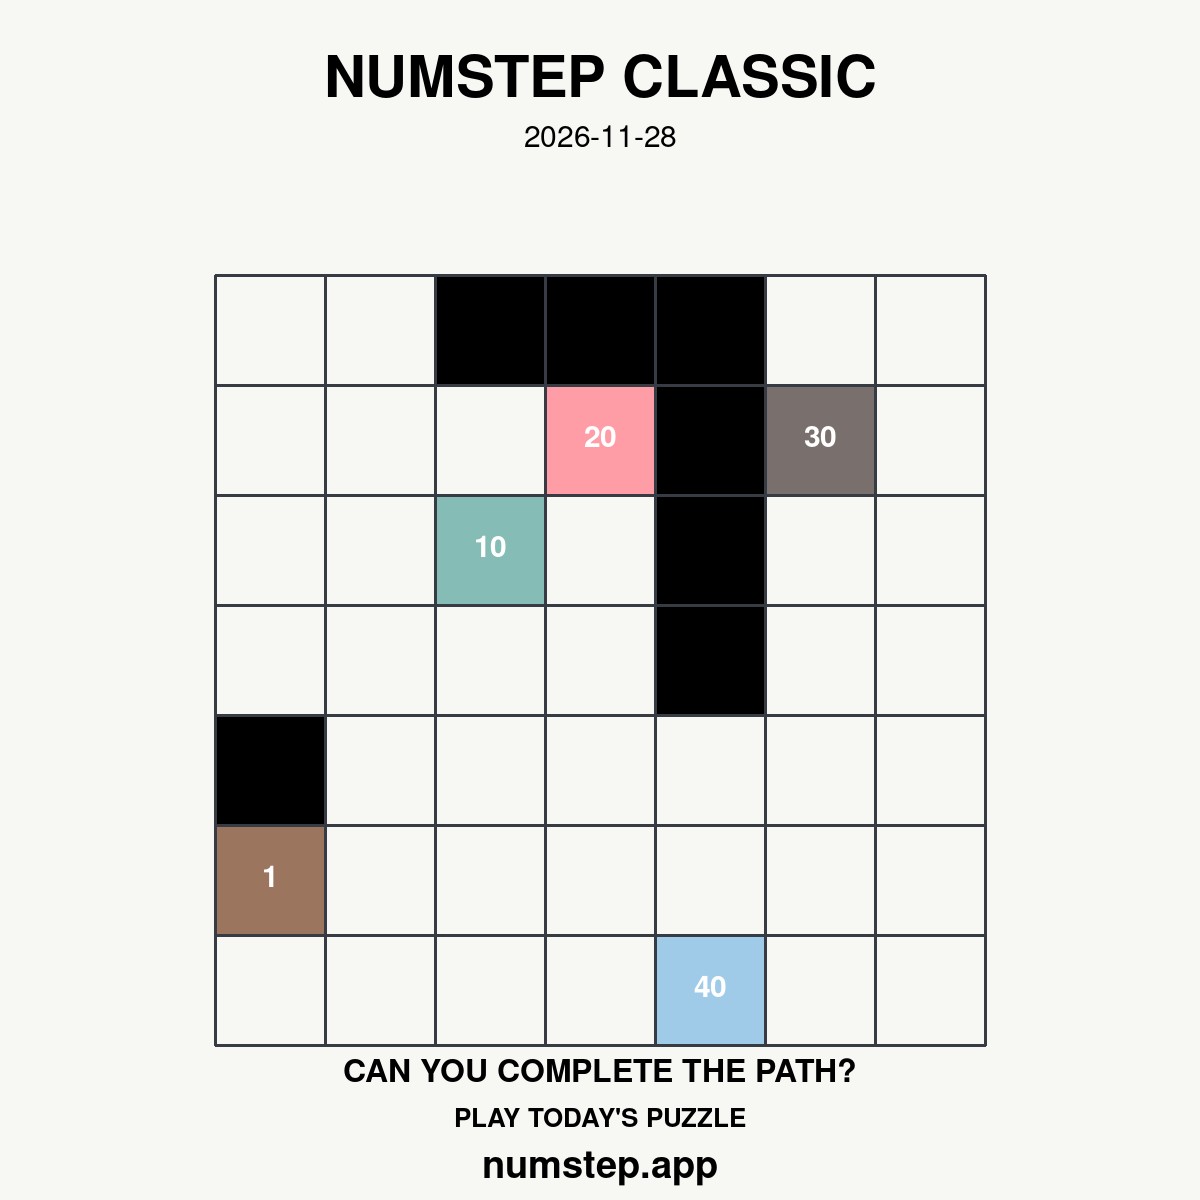 NUMSTEP CLASSIC
2026-11-28
20 30
10
1
40
CAN YOU COMPLETE THE PATH?
PLAY TODAY'S PUZZLE
numstep.app